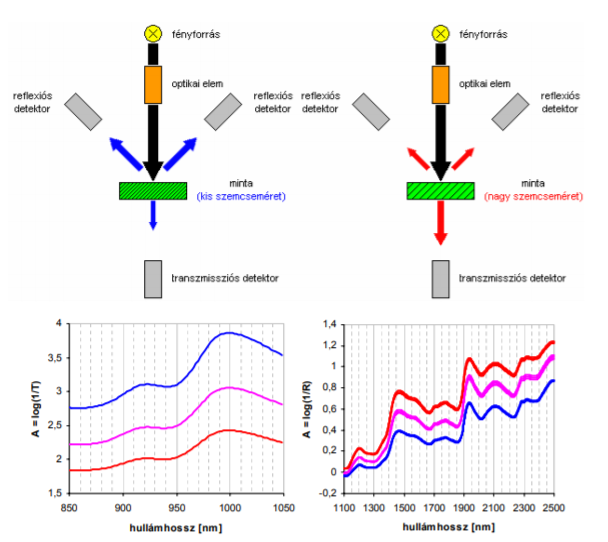 fényforrás
optikai elem
reflexiós
detektor
reflexiós
detektor
minta
(kis szemcseméret)
transzmissziós detektor
fényforrás
optikai elem
reflexiós
detektor
reflexiós
detektor
minta
(nagy szemcseméret)
transzmissziós detektor
A = log(1/T)
4
3,5
3
2,5
2
1,5
850
900
950
1000
1050
hullámhossz [nm]
A = log(1/R)
1,4
1,2
1
0,8
0,6
0,4
0,2
0
-0,2
1100
1300
1500
1700
1900
2100
2300
2500
hullámhossz [nm]